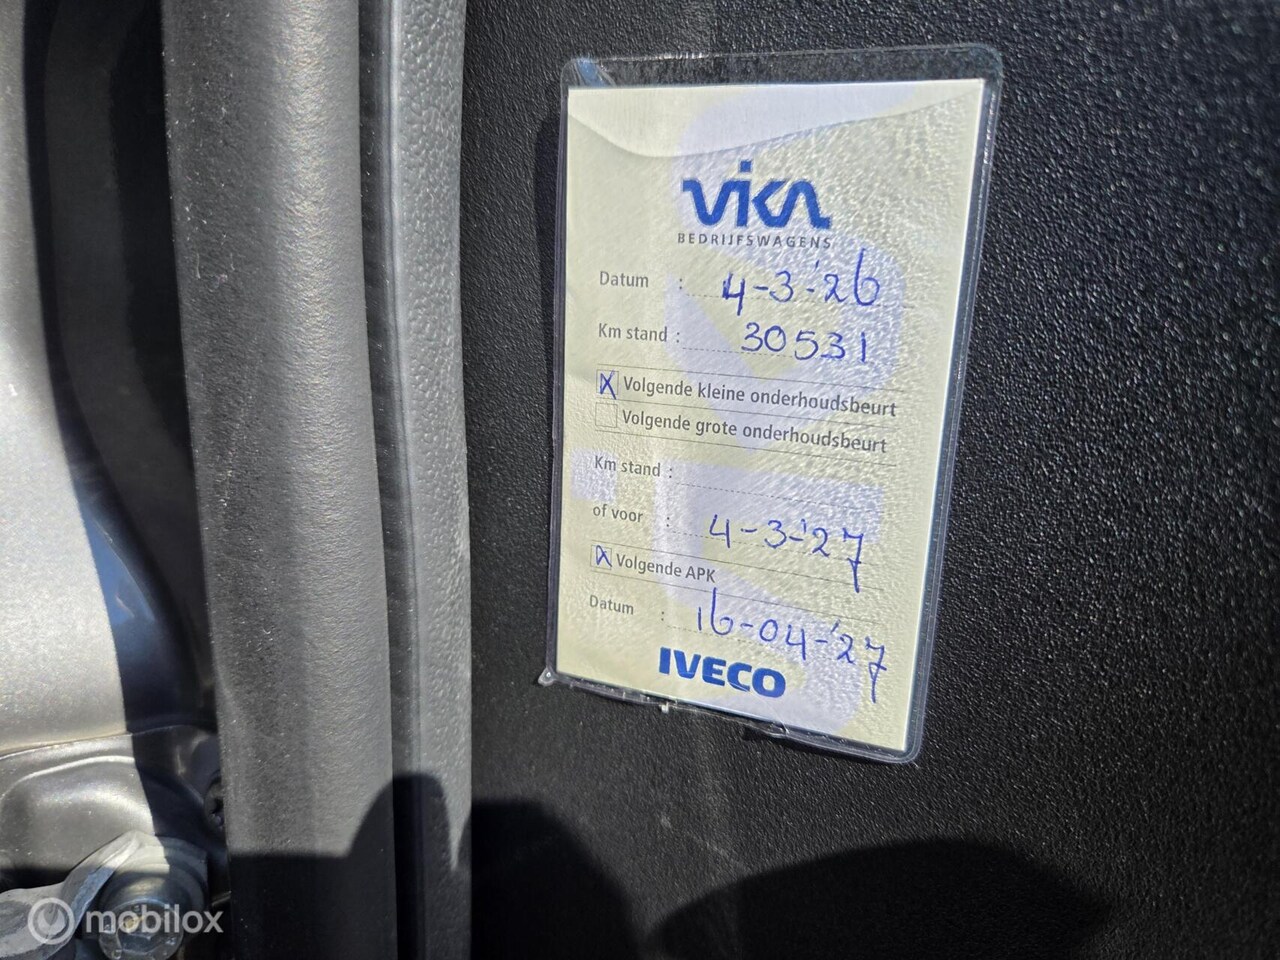 VIKA
BEDRIJFSWAGENS
Datum : 4-3-'26
Km stand : 30531
X Volgende kleine onderhoudsbeurt
Volgende grote onderhoudsbeurt
Km stand :
of voor : 4-3-'27
X Volgende APK
Datum : 16-04-'27
IVECO
mobilox